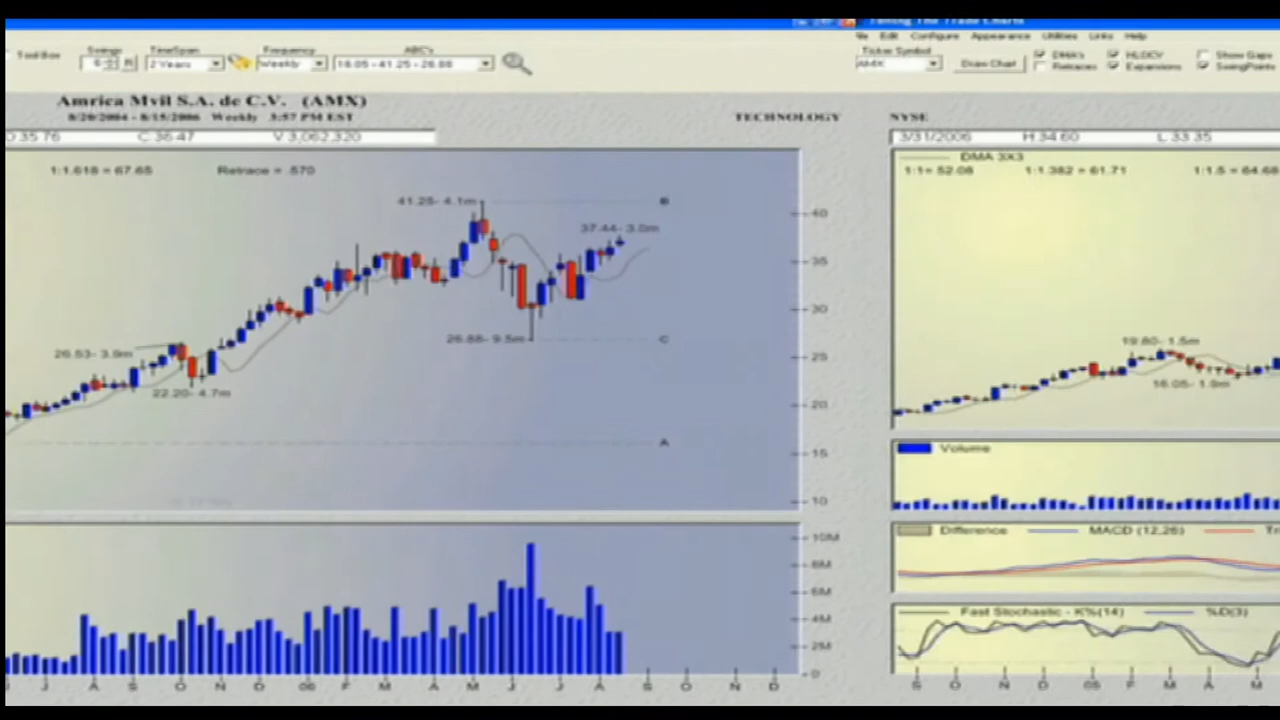 Timing The Trade Charts
Edit Configure Appearance Utilities Links Help
Tool Box Swings TimeSpan Frequency ABC's
2 Years Weekly 16.05 - 41.25 - 26.88
Ticker Symbol
AMX Draw Chart
DMA's HLOCV Show Gaps
Retraces Expansions SwingPoints
Amrica Mvil S.A. de C.V. (AMX)
8/20/2004 - 8/15/2006 Weekly 3:57 PM EST
TECHNOLOGY
NYSE
O 35.76 C 36.47 V 3,062,320
3/31/2006 H 34.60 L 33.35
1:1.618 = 67.65 Retrace = .570
DMA 3X3
1:1= 52.08 1:1.382 = 61.71 1:1.5 = 64.68
41.25- 4.1m
B
37.44- 3.0m
26.88- 9.5m
C
26.53- 3.9m
22.20- 4.7m
A
40
35
30
25
20
15
10
19.80- 1.5m
16.05- 1.9m
Volume
10M
8M
6M
4M
2M
0
Difference MACD (12,26)
Fast Stochastic - K%(14) %D(3)
J A S O N D 06 F M A M J J A S O N D
S O N D 05 F M A M